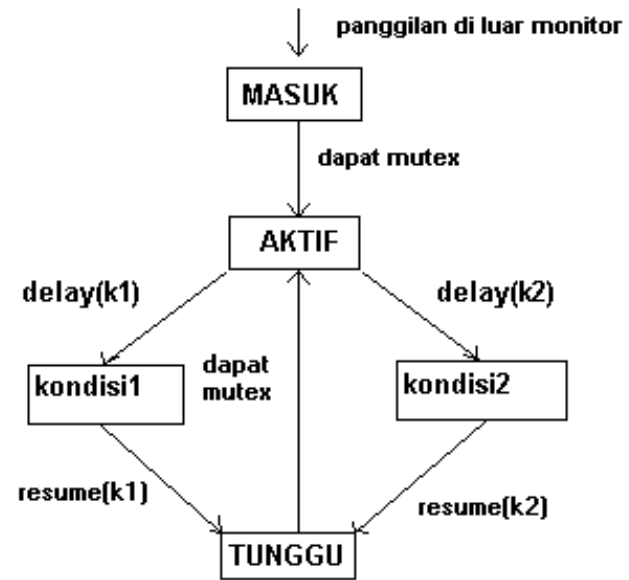 panggilan di luar monitor
MASUK
dapat mutex
AKTIF
delay(k1)
delay(k2)
kondisi1
dapat
mutex
kondisi2
resume(k1)
resume(k2)
TUNGGU